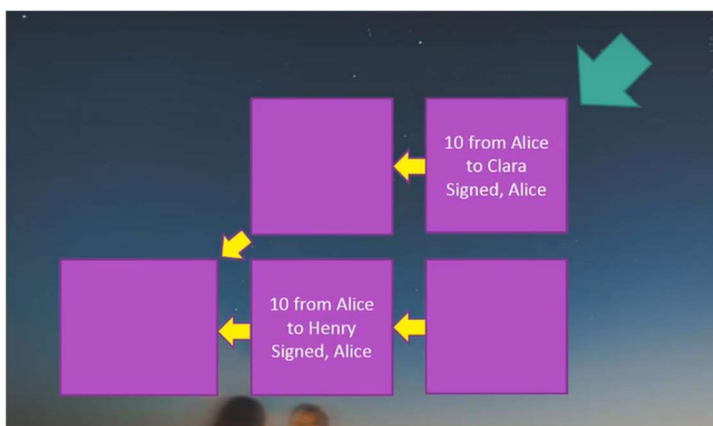 10 from Alice
to Clara
Signed, Alice
10 from Alice
to Henry
Signed, Alice